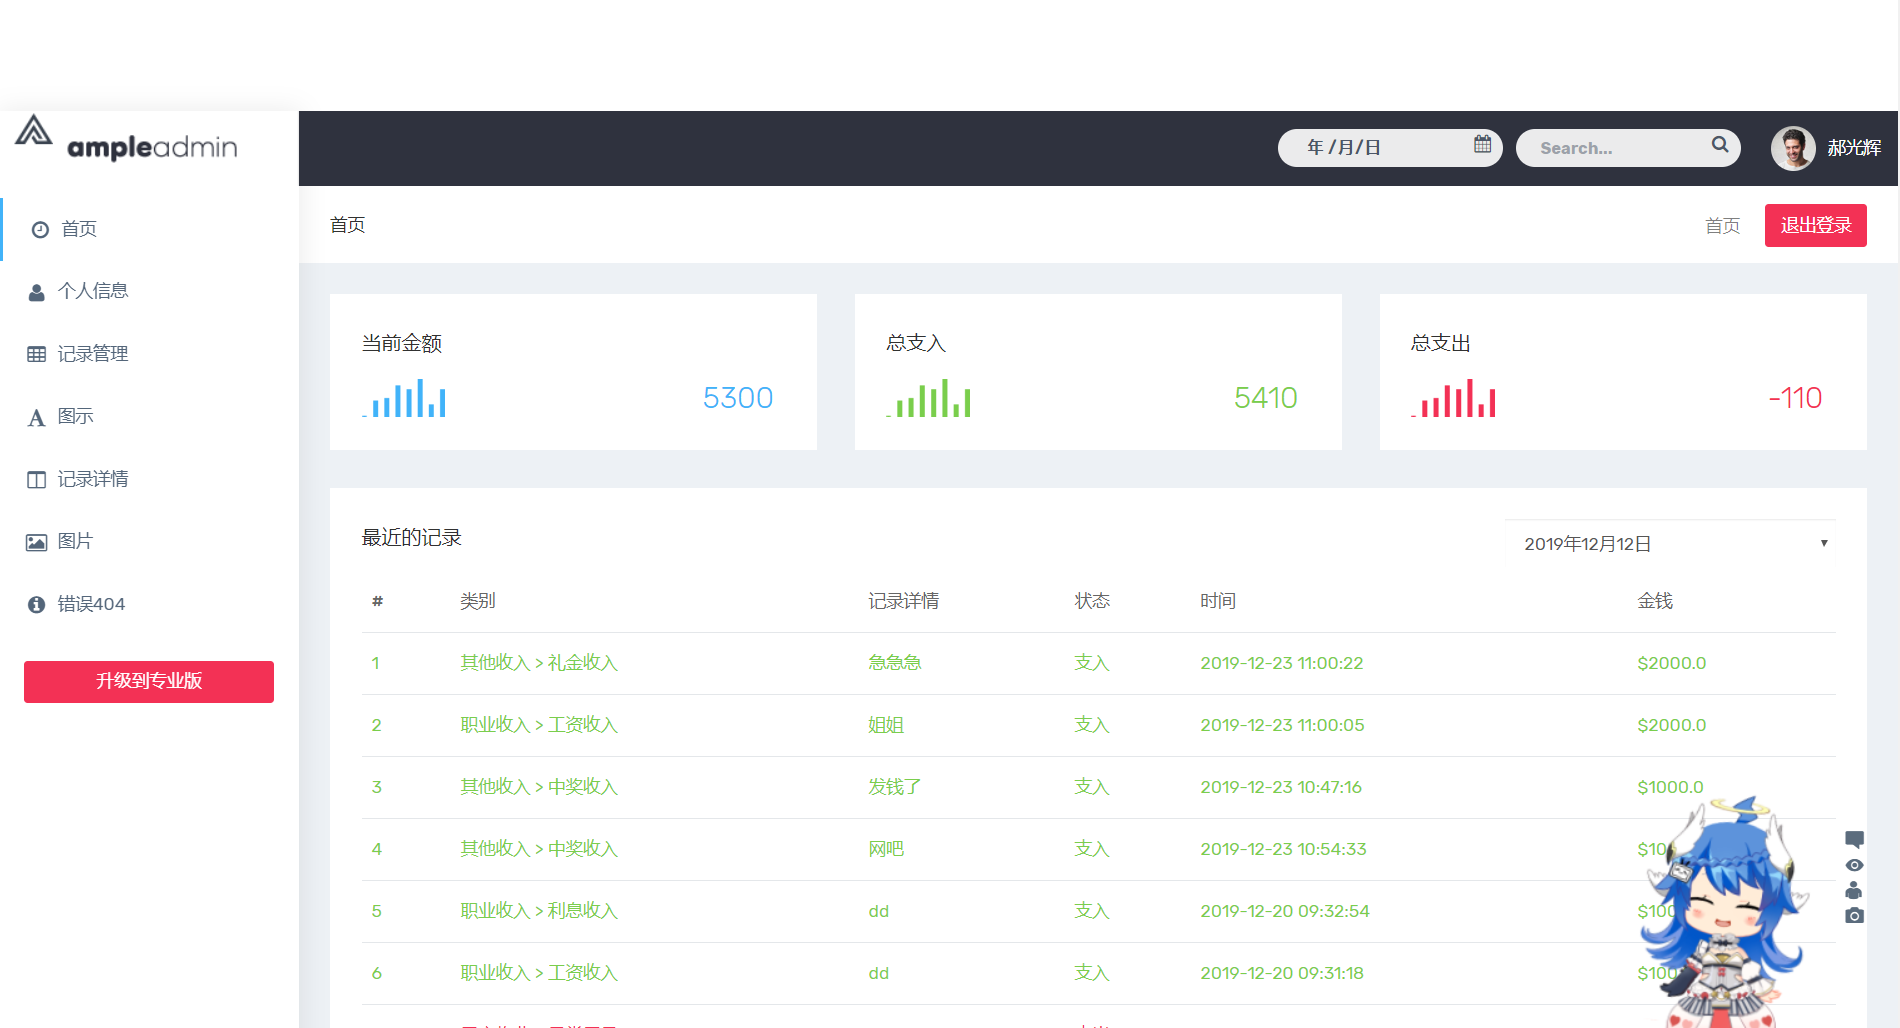 ampleadmin
年 /月/日
Search...
郝光辉
首页
个人信息
记录管理
图示
记录详情
图片
错误404
升级到专业版
首页
首页
退出登录
当前金额
5300
总支入
5410
总支出
-110
最近的记录
2019年12月12日
# 类别 记录详情 状态 时间 金钱
1 其他收入 > 礼金收入 急急急 支入 2019-12-23 11:00:22 $2000.0
2 职业收入 > 工资收入 姐姐 支入 2019-12-23 11:00:05 $2000.0
3 其他收入 > 中奖收入 发钱了 支入 2019-12-23 10:47:16 $1000.0
4 其他收入 > 中奖收入 网吧 支入 2019-12-23 10:54:33 $10
5 职业收入 > 利息收入 dd 支入 2019-12-20 09:32:54 $100
6 职业收入 > 工资收入 dd 支入 2019-12-20 09:31:18 $100